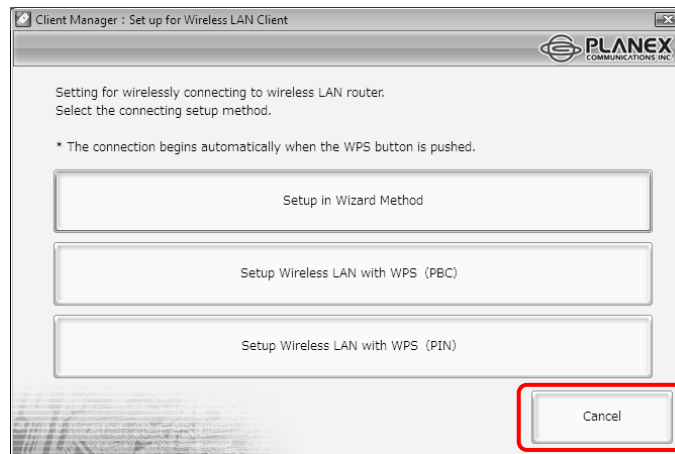 Client Manager : Set up for Wireless LAN Client
PLANEX
COMMUNICATIONS INC.
Setting for wirelessly connecting to wireless LAN router.
Select the connecting setup method.
* The connection begins automatically when the WPS button is pushed.
Setup in Wizard Method
Setup Wireless LAN with WPS (PBC)
Setup Wireless LAN with WPS (PIN)
Cancel